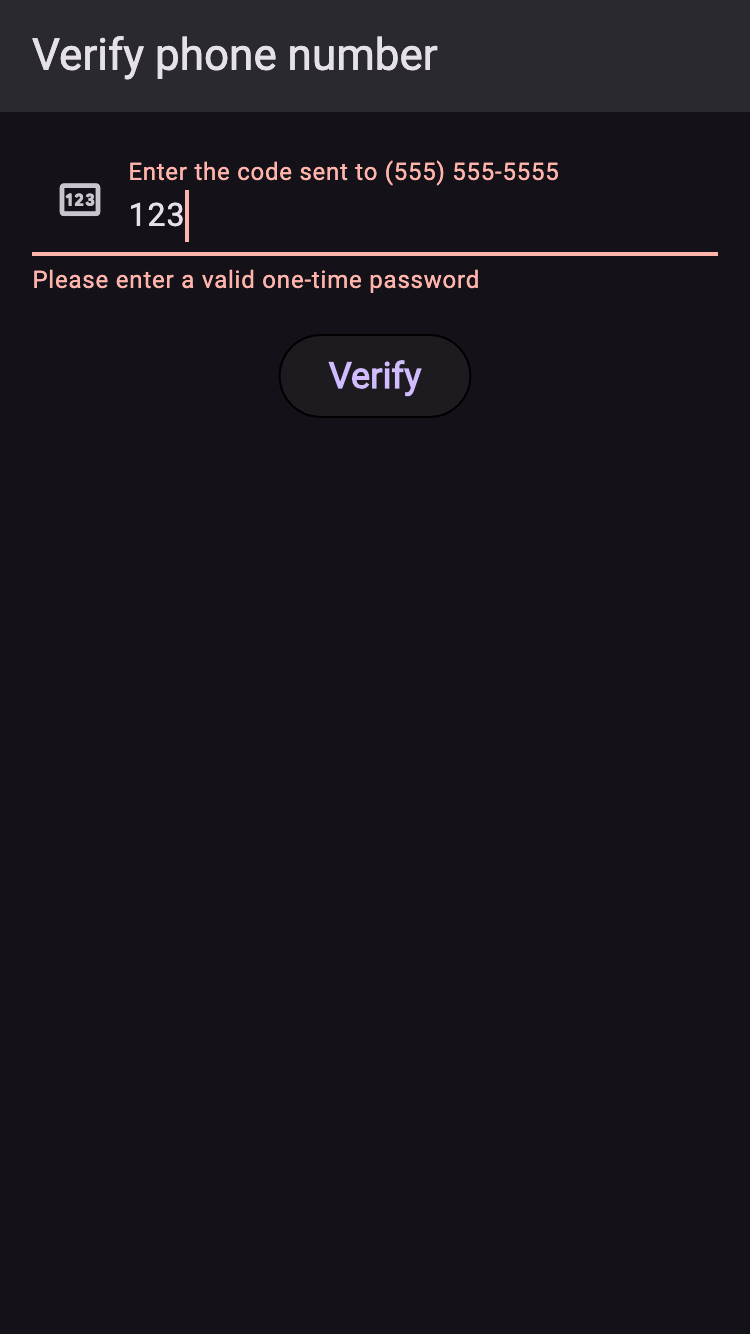 Verify phone number
Enter the code sent to (555) 555-5555
123
123
Please enter a valid one-time password
Verify